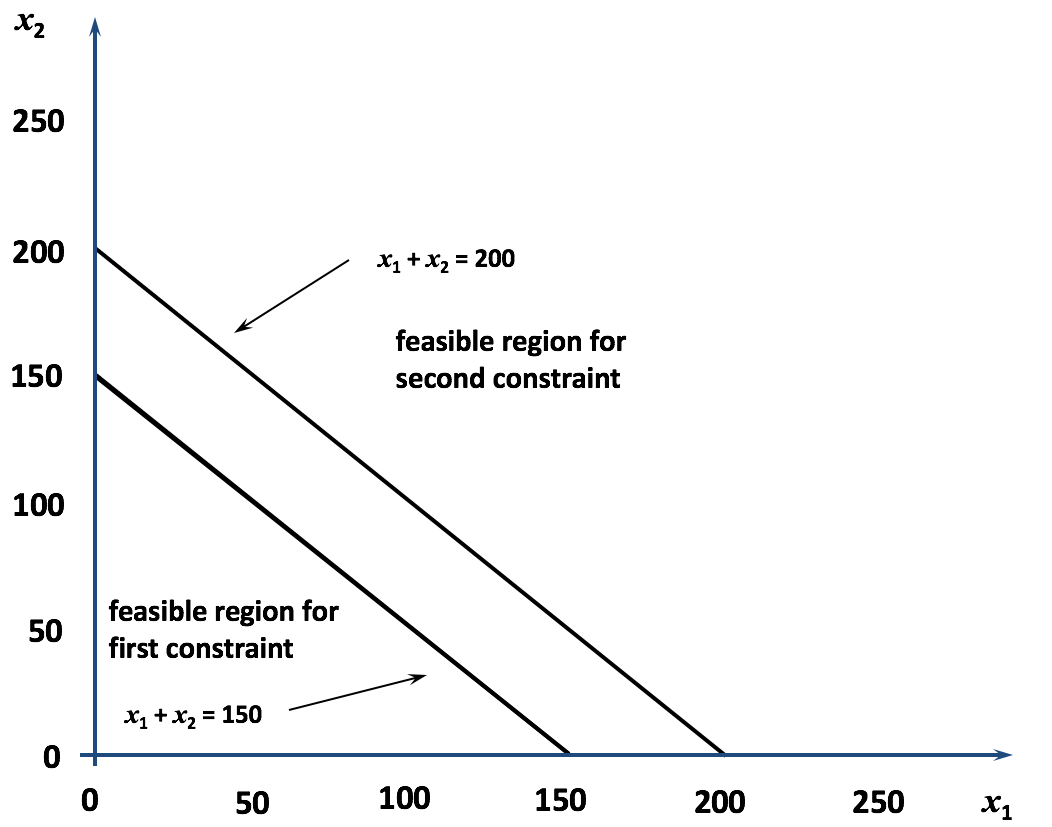 x₂
250
200
150
100
50
0
x₁ + x₂ = 200
feasible region for
second constraint
feasible region for
first constraint
x₁ + x₂ = 150
0 50 100 150 200 250 x₁